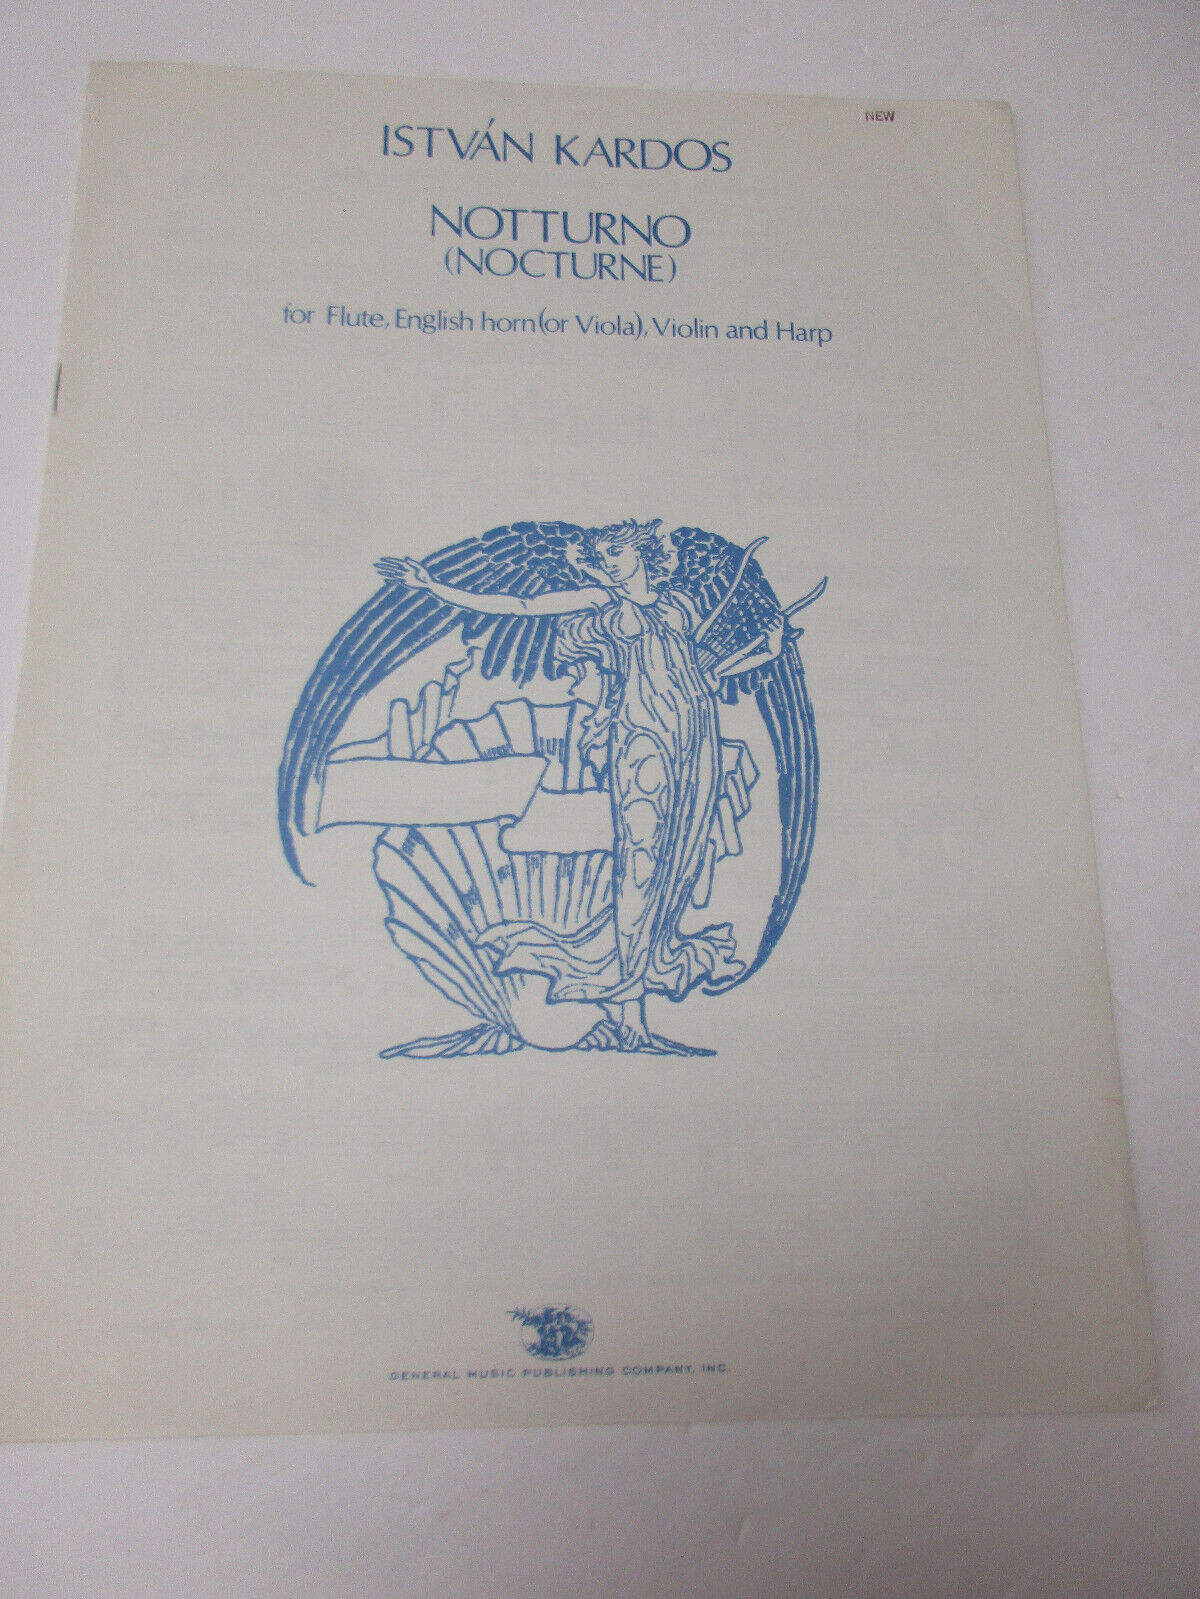 NEW
ISTVÁN KARDOS
NOTTURNO
(NOCTURNE)
for Flute, English horn (or Viola), Violin and Harp
GENERAL MUSIC PUBLISHING COMPANY, INC.